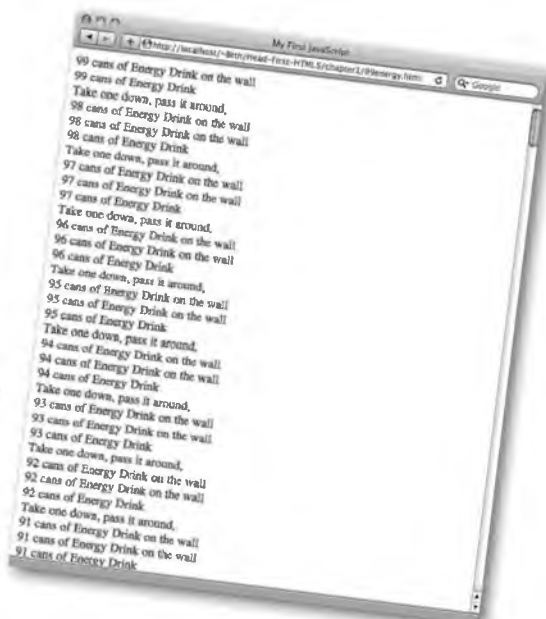 My First JavaScript
http://localhost/~Beth/Head-First-HTML5/chapter1/99energy.html
Google
99 cans of Energy Drink on the wall
99 cans of Energy Drink
Take one down, pass it around,
98 cans of Energy Drink on the wall
98 cans of Energy Drink on the wall
98 cans of Energy Drink
Take one down, pass it around,
97 cans of Energy Drink on the wall
97 cans of Energy Drink on the wall
97 cans of Energy Drink
Take one down, pass it around,
96 cans of Energy Drink on the wall
96 cans of Energy Drink on the wall
96 cans of Energy Drink
Take one down, pass it around,
95 cans of Energy Drink on the wall
95 cans of Energy Drink on the wall
95 cans of Energy Drink
Take one down, pass it around,
94 cans of Energy Drink on the wall
94 cans of Energy Drink on the wall
94 cans of Energy Drink
Take one down, pass it around,
93 cans of Energy Drink on the wall
93 cans of Energy Drink on the wall
93 cans of Energy Drink
Take one down, pass it around,
92 cans of Energy Drink on the wall
92 cans of Energy Drink on the wall
92 cans of Energy Drink
Take one down, pass it around,
91 cans of Energy Drink on the wall
91 cans of Energy Drink on the wall
91 cans of Energy Drink